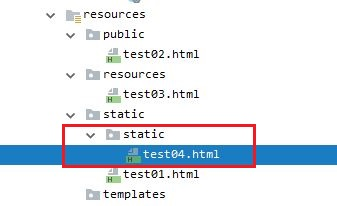 resources
public
test02.html
resources
test03.html
static
static
test04.html
test01.html
templates